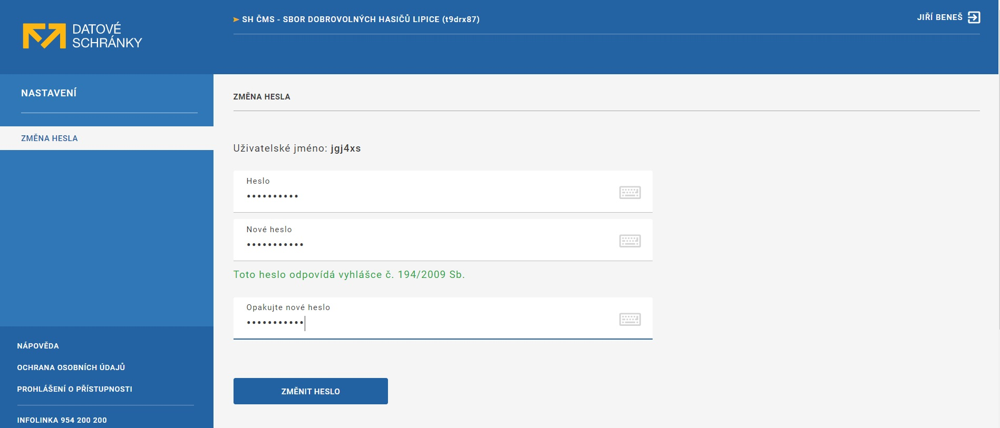 DATOVÉ
SCHRÁNKY
SH ČMS - SBOR DOBROVOLNÝCH HASIČŮ LIPICE (t9drx87)
JIŘÍ BENEŠ
NASTAVENÍ
ZMĚNA HESLA
ZMĚNA HESLA
Uživatelské jméno: jgj4xs
Heslo
••••••••••
Nové heslo
•••••••••••
Toto heslo odpovídá vyhlášce č. 194/2009 Sb.
Opakujte nové heslo
•••••••••••
ZMĚNIT HESLO
NÁPOVĚDA
OCHRANA OSOBNÍCH ÚDAJŮ
PROHLÁŠENÍ O PŘÍSTUPNOSTI
INFOLINKA 954 200 200